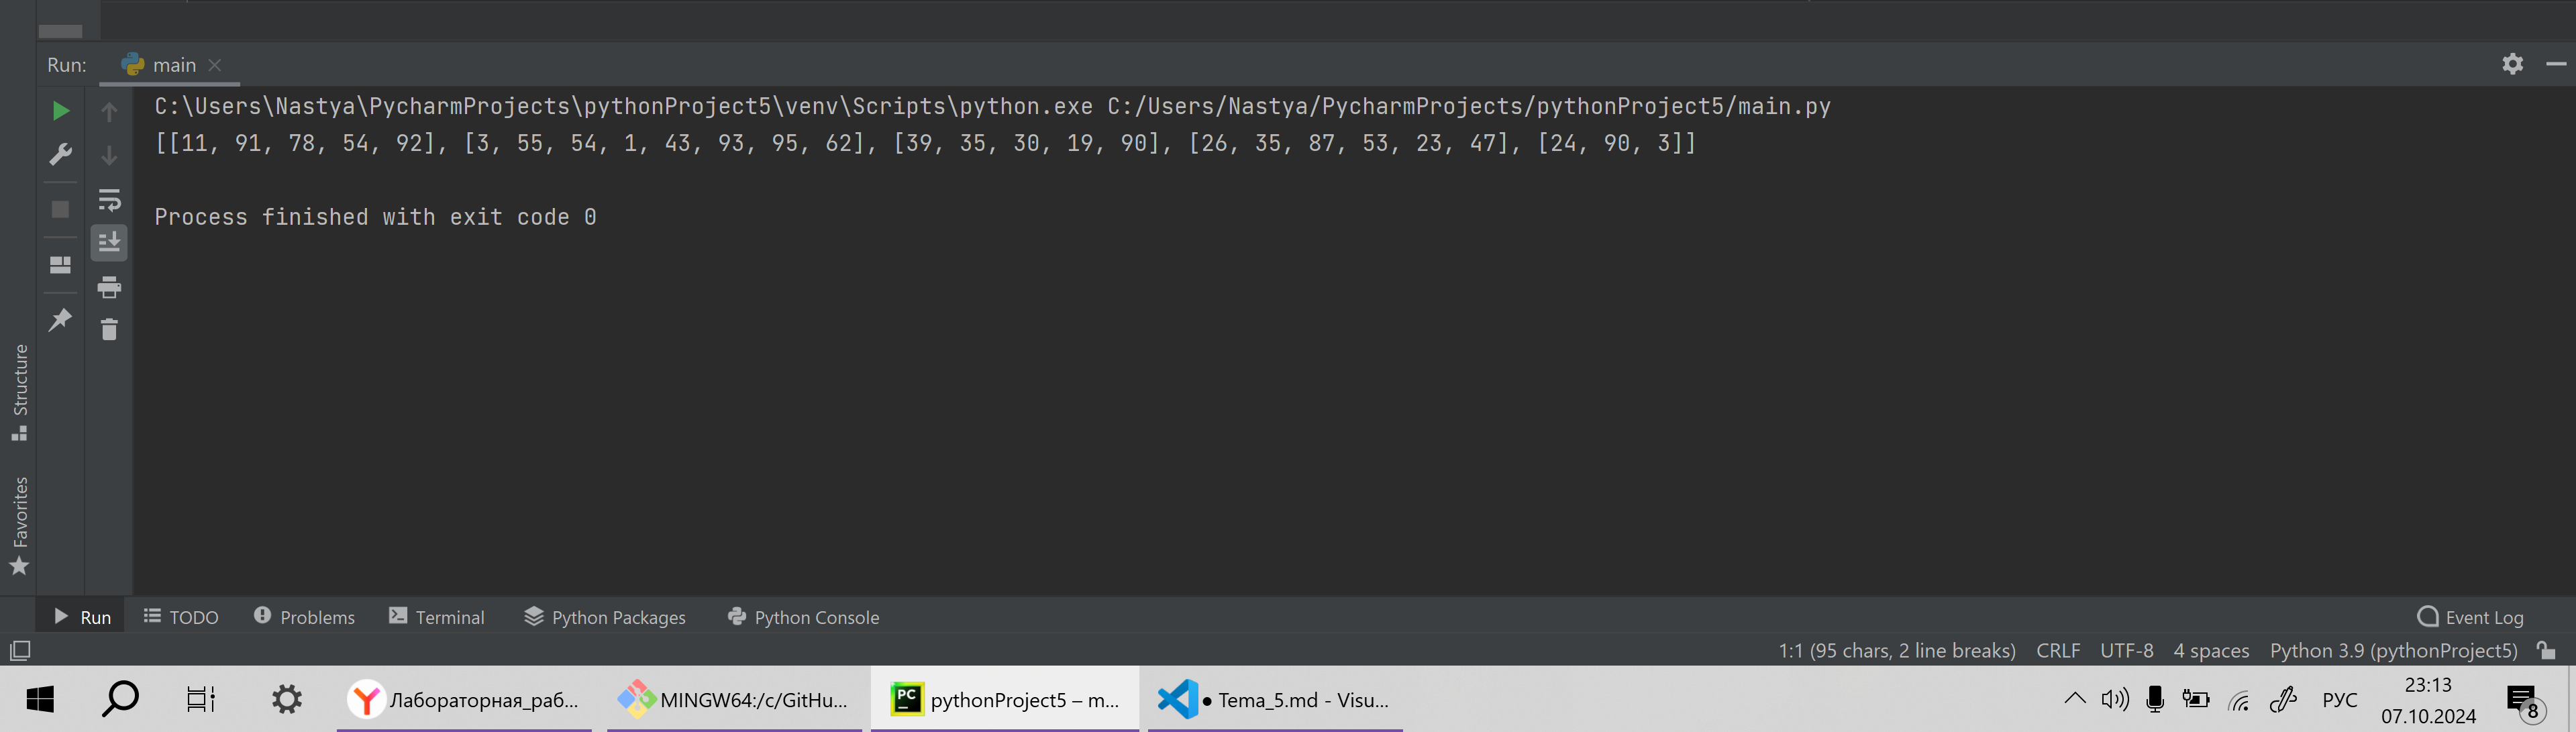 Run: main
C:\Users\Nastya\PycharmProjects\pythonProject5\venv\Scripts\python.exe C:/Users/Nastya/PycharmProjects/pythonProject5/main.py
[[11, 91, 78, 54, 92], [3, 55, 54, 1, 43, 93, 95, 62], [39, 35, 30, 19, 90], [26, 35, 87, 53, 23, 47], [24, 90, 3]]
Process finished with exit code 0
Structure
Favorites
Run TODO Problems Terminal Python Packages Python Console Event Log
1:1 (95 chars, 2 line breaks) CRLF UTF-8 4 spaces Python 3.9 (pythonProject5)
Лабораторная_раб... MINGW64:/c/GitHu... PC pythonProject5 – m... ● Tema_5.md - Visu... РУС 23:13
07.10.2024 8